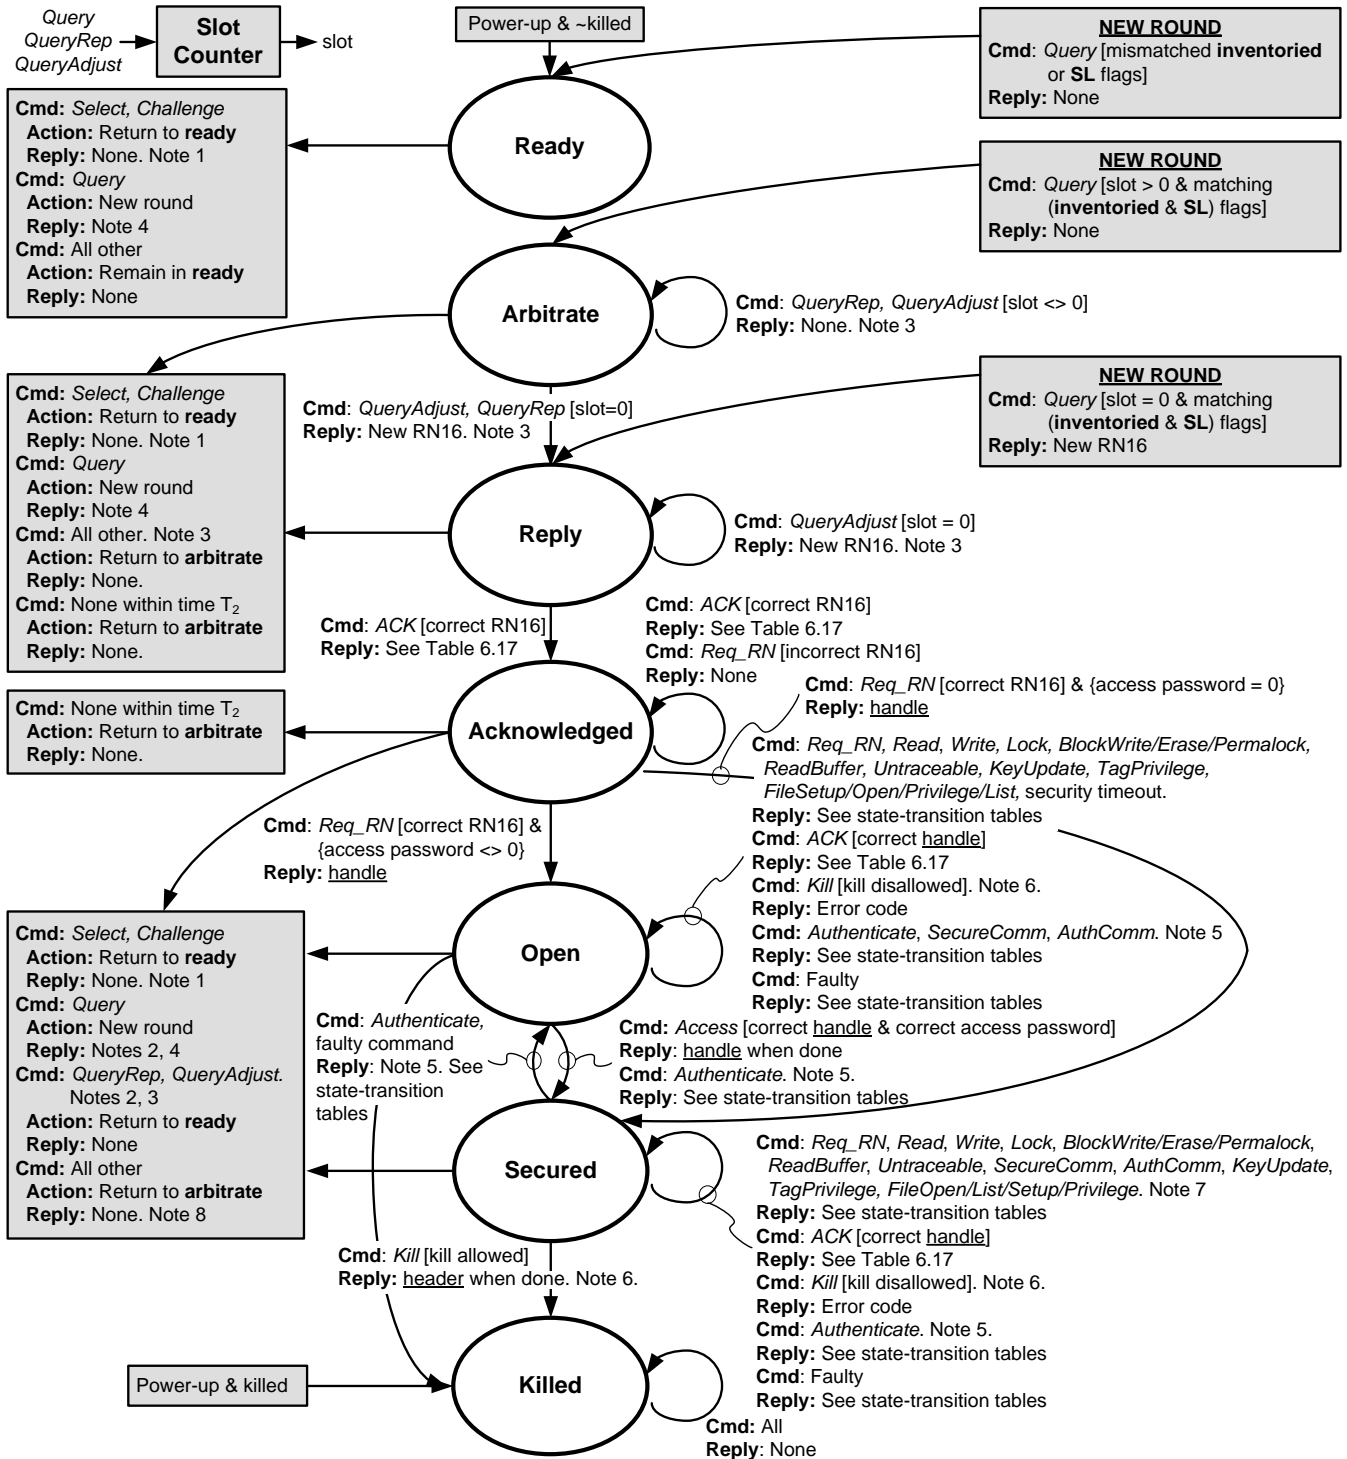 Query
QueryRep
QueryAdjust
Slot
Counter
slot
Power-up & ~killed
NEW ROUND
Cmd: Query [mismatched inventoried
or SL flags]
Reply: None
Cmd: Select, Challenge
Action: Return to ready
Reply: None. Note 1
Cmd: Query
Action: New round
Reply: Note 4
Cmd: All other
Action: Remain in ready
Reply: None
Ready
NEW ROUND
Cmd: Query [slot > 0 & matching
(inventoried & SL) flags]
Reply: None
Arbitrate
Cmd: QueryRep, QueryAdjust [slot <> 0]
Reply: None. Note 3
Cmd: QueryAdjust, QueryRep [slot=0]
Reply: New RN16. Note 3
NEW ROUND
Cmd: Query [slot = 0 & matching
(inventoried & SL) flags]
Reply: New RN16
Cmd: Select, Challenge
Action: Return to ready
Reply: None. Note 1
Cmd: Query
Action: New round
Reply: Note 4
Cmd: All other. Note 3
Action: Return to arbitrate
Reply: None.
Cmd: None within time T2
Action: Return to arbitrate
Reply: None.
Reply
Cmd: QueryAdjust [slot = 0]
Reply: New RN16. Note 3
Cmd: ACK [correct RN16]
Reply: See Table 6.17
Cmd: ACK [correct RN16]
Reply: See Table 6.17
Cmd: Req_RN [incorrect RN16]
Reply: None
Cmd: None within time T2
Action: Return to arbitrate
Reply: None.
Acknowledged
Cmd: Req_RN [correct RN16] & {access password = 0}
Reply: handle
Cmd: Req_RN, Read, Write, Lock, BlockWrite/Erase/Permalock,
ReadBuffer, Untraceable, KeyUpdate, TagPrivilege,
FileSetup/Open/Privilege/List, security timeout.
Reply: See state-transition tables
Cmd: ACK [correct handle]
Reply: See Table 6.17
Cmd: Kill [kill disallowed]. Note 6.
Reply: Error code
Cmd: Authenticate, SecureComm, AuthComm. Note 5
Reply: See state-transition tables
Cmd: Faulty
Reply: See state-transition tables
Cmd: Req_RN [correct RN16] &
{access password <> 0}
Reply: handle
Open
Cmd: Select, Challenge
Action: Return to ready
Reply: None. Note 1
Cmd: Query
Action: New round
Reply: Notes 2, 4
Cmd: QueryRep, QueryAdjust.
Notes 2, 3
Action: Return to ready
Reply: None
Cmd: All other
Action: Return to arbitrate
Reply: None. Note 8
Cmd: Authenticate,
faulty command
Reply: Note 5. See
state-transition
tables
Cmd: Access [correct handle & correct access password]
Reply: handle when done
Cmd: Authenticate. Note 5.
Reply: See state-transition tables
Secured
Cmd: Req_RN, Read, Write, Lock, BlockWrite/Erase/Permalock,
ReadBuffer, Untraceable, SecureComm, AuthComm, KeyUpdate,
TagPrivilege, FileOpen/List/Setup/Privilege. Note 7
Reply: See state-transition tables
Cmd: ACK [correct handle]
Reply: See Table 6.17
Cmd: Kill [kill disallowed]. Note 6.
Reply: Error code
Cmd: Authenticate. Note 5.
Reply: See state-transition tables
Cmd: Faulty
Reply: See state-transition tables
Cmd: Kill [kill allowed]
Reply: header when done. Note 6.
Power-up & killed
Killed
Cmd: All
Reply: None